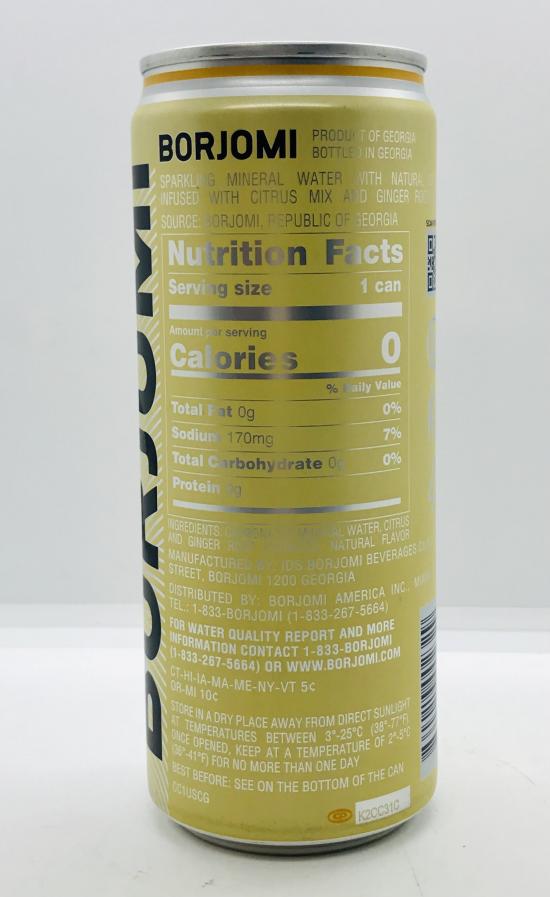 BORJOMI
BORJOMI PRODUCT OF GEORGIA
BOTTLED IN GEORGIA
SPARKLING MINERAL WATER WITH NATURAL
INFUSED WITH CITRUS MIX AND GINGER ROOT
SOURCE: BORJOMI, REPUBLIC OF GEORGIA
Nutrition Facts
Serving size 1 can
Amount per serving
Calories 0
% Daily Value
Total Fat 0g 0%
Sodium 170mg 7%
Total Carbohydrate 0g 0%
Protein 0g
INGREDIENTS: MINERAL WATER, CITRUS
AND GINGER ROOT NATURAL FLAVOR
MANUFACTURED BY: IDS BORJOMI BEVERAGES
STREET, BORJOMI 1200 GEORGIA
DISTRIBUTED BY: BORJOMI AMERICA INC.,
TEL.: 1-833-BORJOMI (1-833-267-5664)
FOR WATER QUALITY REPORT AND MORE
INFORMATION CONTACT 1-833-BORJOMI
(1-833-267-5664) OR WWW.BORJOMI.COM
CT-HI-IA-MA-ME-NY-VT 5¢
OR-MI 10¢
STORE IN A DRY PLACE AWAY FROM DIRECT SUNLIGHT
AT TEMPERATURES BETWEEN 3°-25°C (38°-77°F)
ONCE OPENED, KEEP AT A TEMPERATURE OF 2°-5°C
(36°-41°F) FOR NO MORE THAN ONE DAY
BEST BEFORE: SEE ON THE BOTTOM OF THE CAN
CC1USCG
K2CC31C